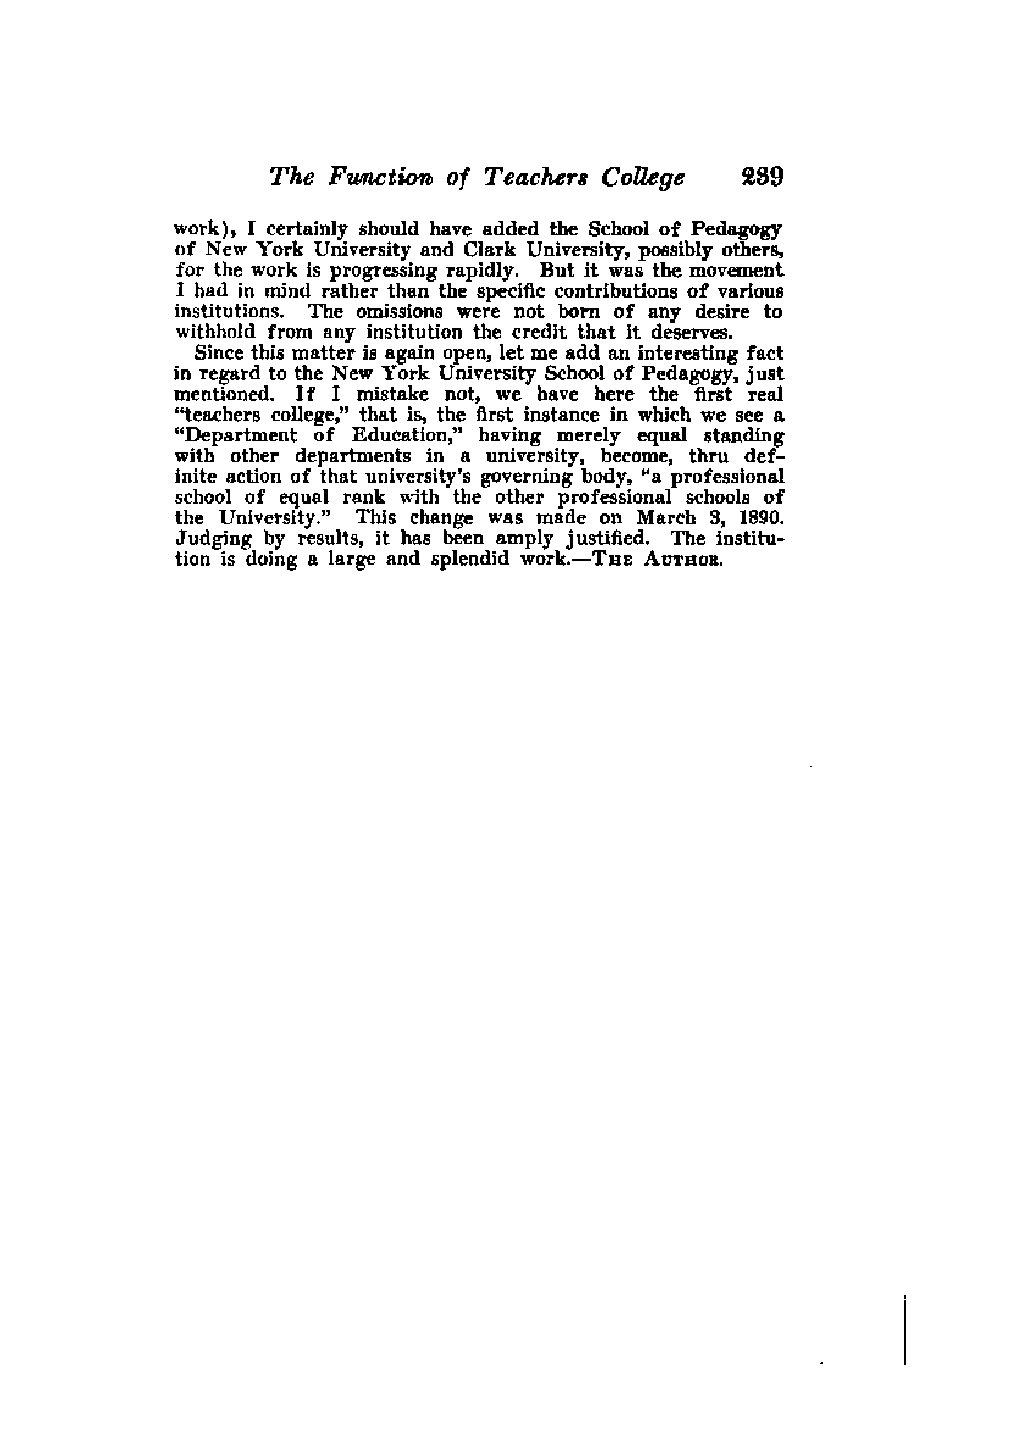 The Function of Teachers College 289
work), I certainly should have added the School of Pedagogy
of New York University and Clark University, possibly others,
for the work is progressing rapidly. But it was the movement
I had in mind rather than the specific contributions of various
institutions. The omissions were not born of any desire to
withhold from any institution the credit that it deserves.
Since this matter is again open, let me add an interesting fact
in regard to the New York University School of Pedagogy, just
mentioned. If I mistake not, we have here the first real
“teachers college,” that is, the first instance in which we see a
“Department of Education,” having merely equal standing
with other departments in a university, become, thru def-
inite action of that university's governing body, “a professional
school of equal rank with the other professional schools of
the University.” This change was made on March 3, 1890.
Judging by results, it has been amply justified. The institu-
tion is doing a large and splendid work.—THE AUTHOR.